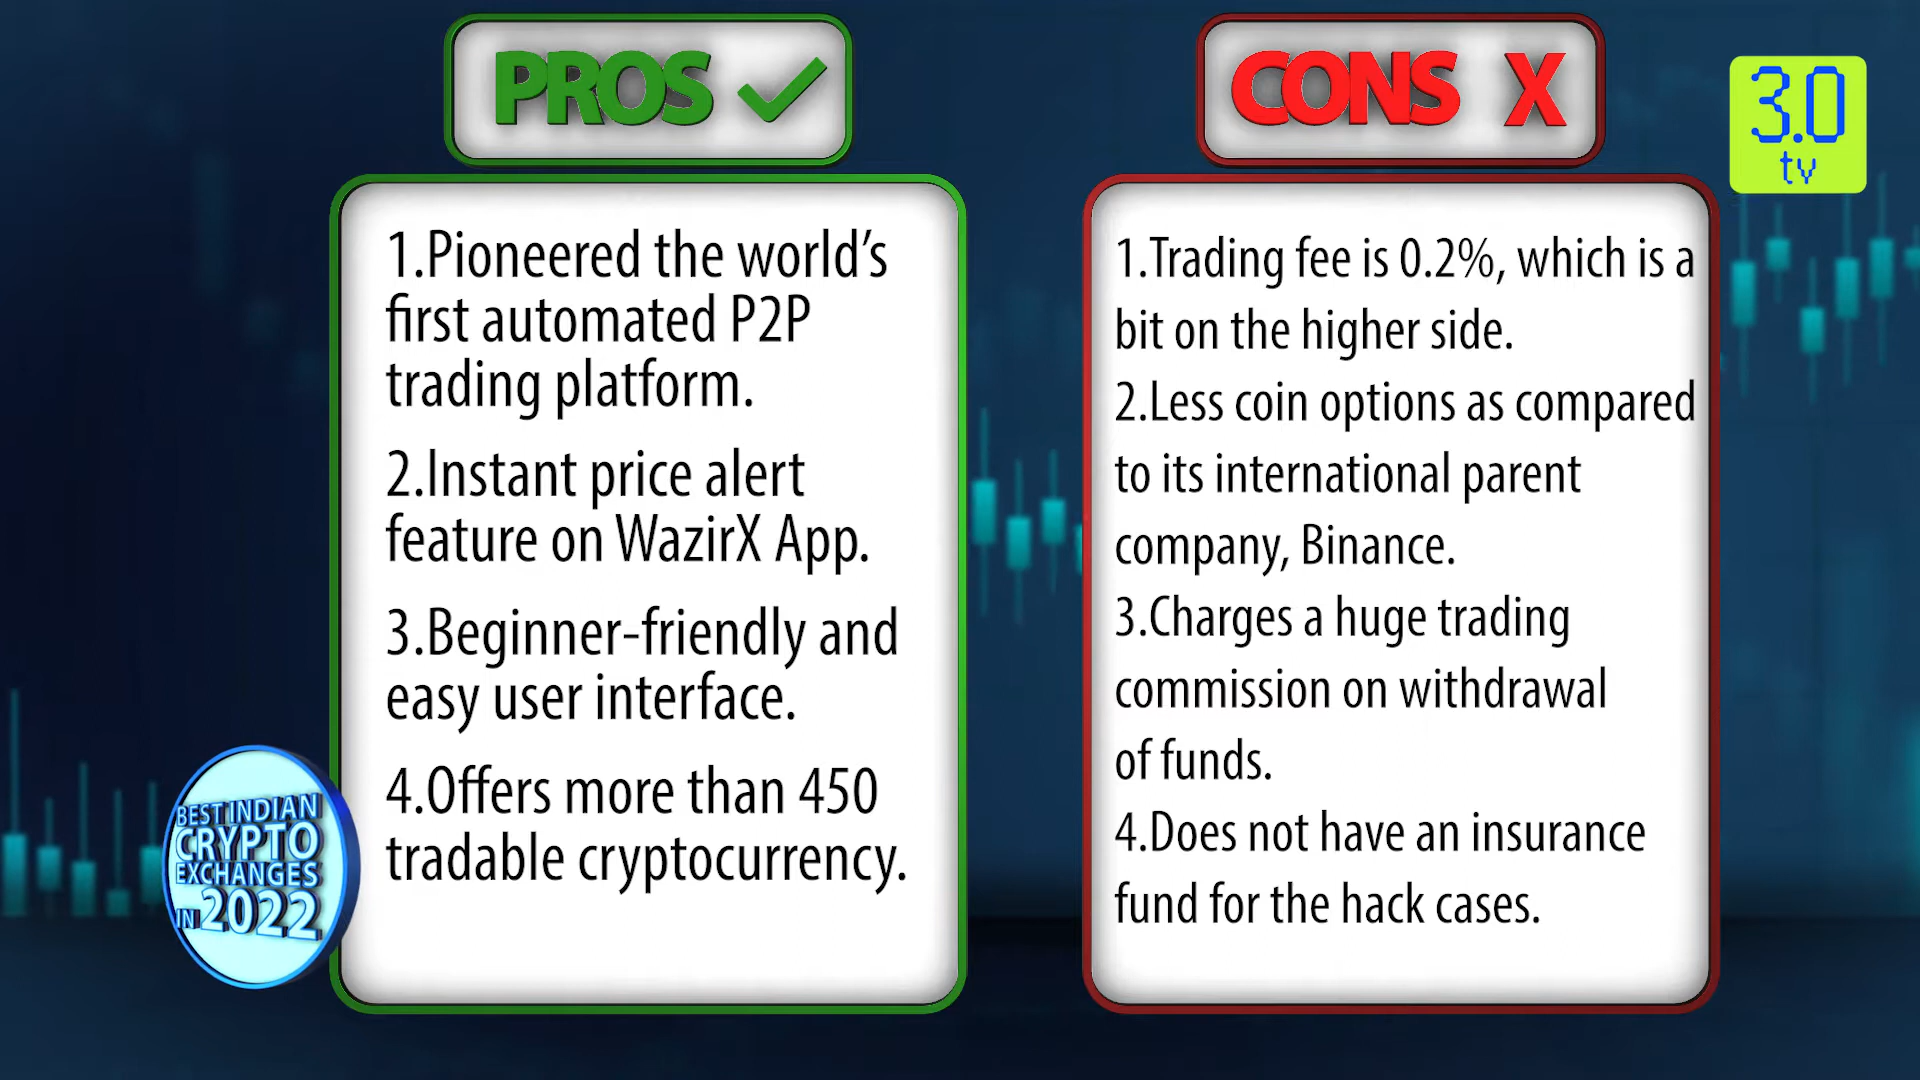 PROS
1.Pioneered the world’s
first automated P2P
trading platform.
2.Instant price alert
feature on WazirX App.
3.Beginner-friendly and
easy user interface.
4.Offers more than 450
tradable cryptocurrency.
CONS X
1.Trading fee is 0.2%, which is a
bit on the higher side.
2.Less coin options as compared
to its international parent
company, Binance.
3.Charges a huge trading
commission on withdrawal
of funds.
4.Does not have an insurance
fund for the hack cases.
3.0
tv
BEST INDIAN
CRYPTO
EXCHANGES
IN 2022